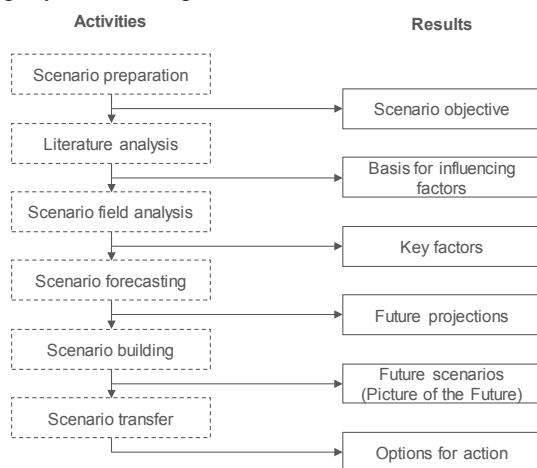 Activities
Results
Scenario preparation
Scenario objective
Literature analysis
Basis for influencing
factors
Scenario field analysis
Key factors
Scenario forecasting
Future projections
Scenario building
Future scenarios
(Picture of the Future)
Scenario transfer
Options for action